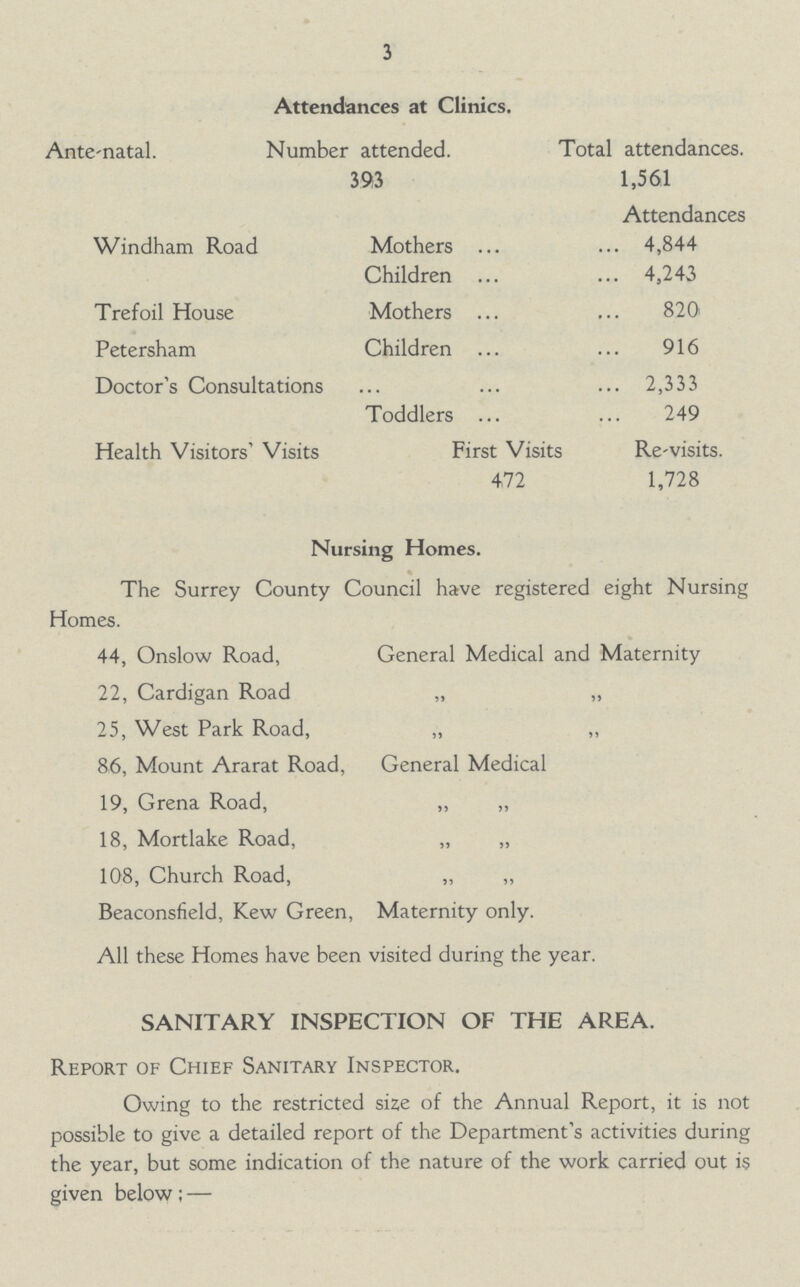 3
Attendances at Clinics.
Ante-natal. Number attended. Total attendances.
393 1,561
Attendances
Windham Road Mothers ... ... 4,844
Children ... ... 4,243
Trefoil House Mothers ... ... 820
Petersham Children ... ... 916
Doctor's Consultations ... ... ... 2,333
Toddlers ... ... 249
Health Visitors' Visits First Visits Re-visits.
472 1,728
Nursing Homes.
The Surrey County Council have registered eight Nursing
Homes.
44, Onslow Road, General Medical and Maternity
22, Cardigan Road ,, ,,
25, West Park Road, ,, ,,
86, Mount Ararat Road, General Medical
19, Grena Road, ,, ,,
18, Mortlake Road, ,, ,,
108, Church Road, ,, ,,
Beaconsfield, Kew Green, Maternity only.
All these Homes have been visited during the year.
SANITARY INSPECTION OF THE AREA.
Report of Chief Sanitary Inspector.
Owing to the restricted size of the Annual Report, it is not
possible to give a detailed report of the Department's activities during
the year, but some indication of the nature of the work carried out is
given below:—